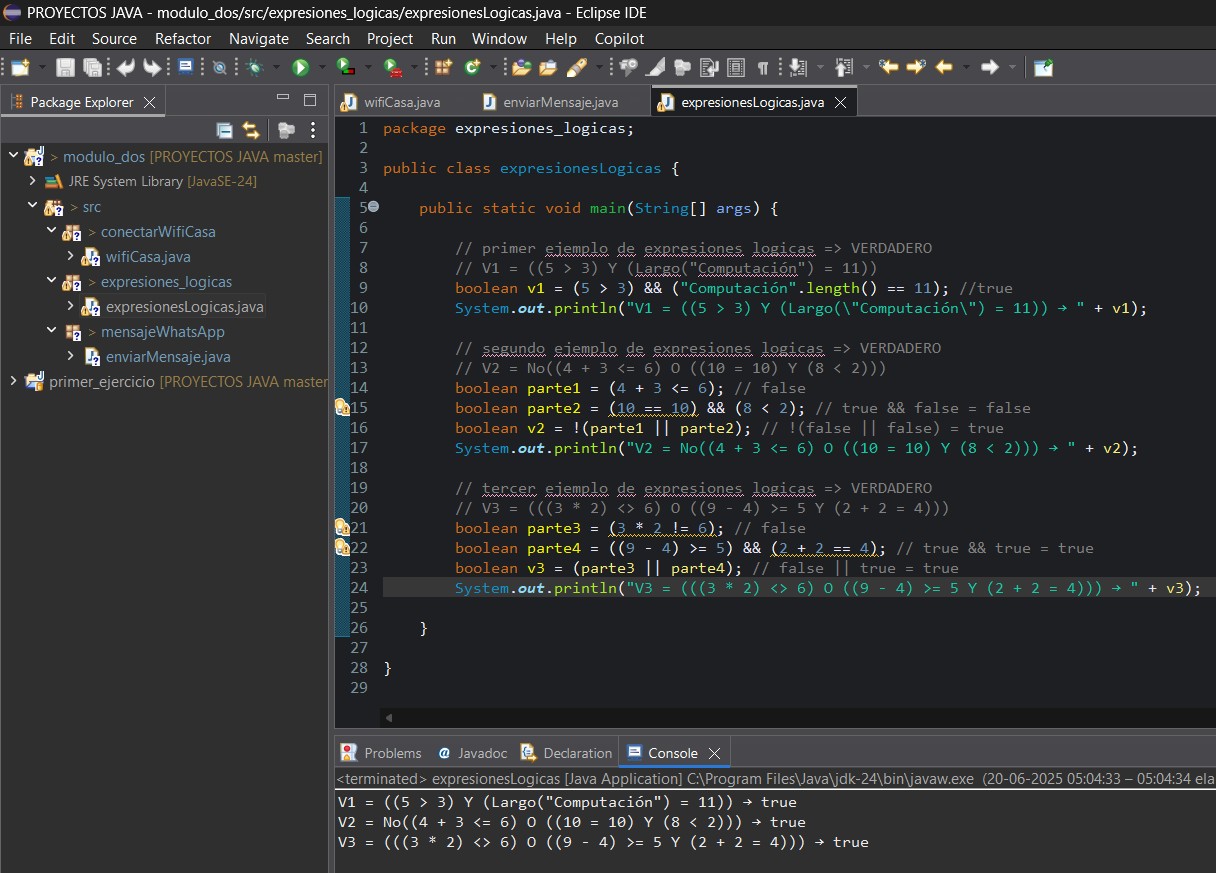 PROYECTOS JAVA - modulo_dos/src/expresiones_logicas/expresionesLogicas.java - Eclipse IDE
File Edit Source Refactor Navigate Search Project Run Window Help Copilot
Package Explorer
> modulo_dos [PROYECTOS JAVA master]
JRE System Library [JavaSE-24]
> src
> conectarWifiCasa
wifiCasa.java
> expresiones_logicas
expresionesLogicas.java
> mensajeWhatsApp
enviarMensaje.java
primer_ejercicio [PROYECTOS JAVA master
wifiCasa.java enviarMensaje.java expresionesLogicas.java
1 package expresiones_logicas;
2
3 public class expresionesLogicas {
4
5 public static void main(String[] args) {
6
7 // primer ejemplo de expresiones logicas => VERDADERO
8 // V1 = ((5 > 3) Y (Largo("Computación") = 11))
9 boolean v1 = (5 > 3) && ("Computación".length() == 11); //true
10 System.out.println("V1 = ((5 > 3) Y (Largo(\"Computación\") = 11)) → " + v1);
11
12 // segundo ejemplo de expresiones logicas => VERDADERO
13 // V2 = No((4 + 3 <= 6) O ((10 = 10) Y (8 < 2)))
14 boolean parte1 = (4 + 3 <= 6); // false
15 boolean parte2 = (10 == 10) && (8 < 2); // true && false = false
16 boolean v2 = !(parte1 || parte2); // !(false || false) = true
17 System.out.println("V2 = No((4 + 3 <= 6) O ((10 = 10) Y (8 < 2))) → " + v2);
18
19 // tercer ejemplo de expresiones logicas => VERDADERO
20 // V3 = (((3 * 2) <> 6) O ((9 - 4) >= 5 Y (2 + 2 = 4)))
21 boolean parte3 = (3 * 2 != 6); // false
22 boolean parte4 = ((9 - 4) >= 5) && (2 + 2 == 4); // true && true = true
23 boolean v3 = (parte3 || parte4); // false || true = true
24 System.out.println("V3 = (((3 * 2) <> 6) O ((9 - 4) >= 5 Y (2 + 2 = 4))) → " + v3);
25
26 }
27
28 }
29
Problems Javadoc Declaration Console
<terminated> expresionesLogicas [Java Application] C:\Program Files\Java\jdk-24\bin\javaw.exe (20-06-2025 05:04:33 – 05:04:34 ela
V1 = ((5 > 3) Y (Largo("Computación") = 11)) → true
V2 = No((4 + 3 <= 6) O ((10 = 10) Y (8 < 2))) → true
V3 = (((3 * 2) <> 6) O ((9 - 4) >= 5 Y (2 + 2 = 4))) → true